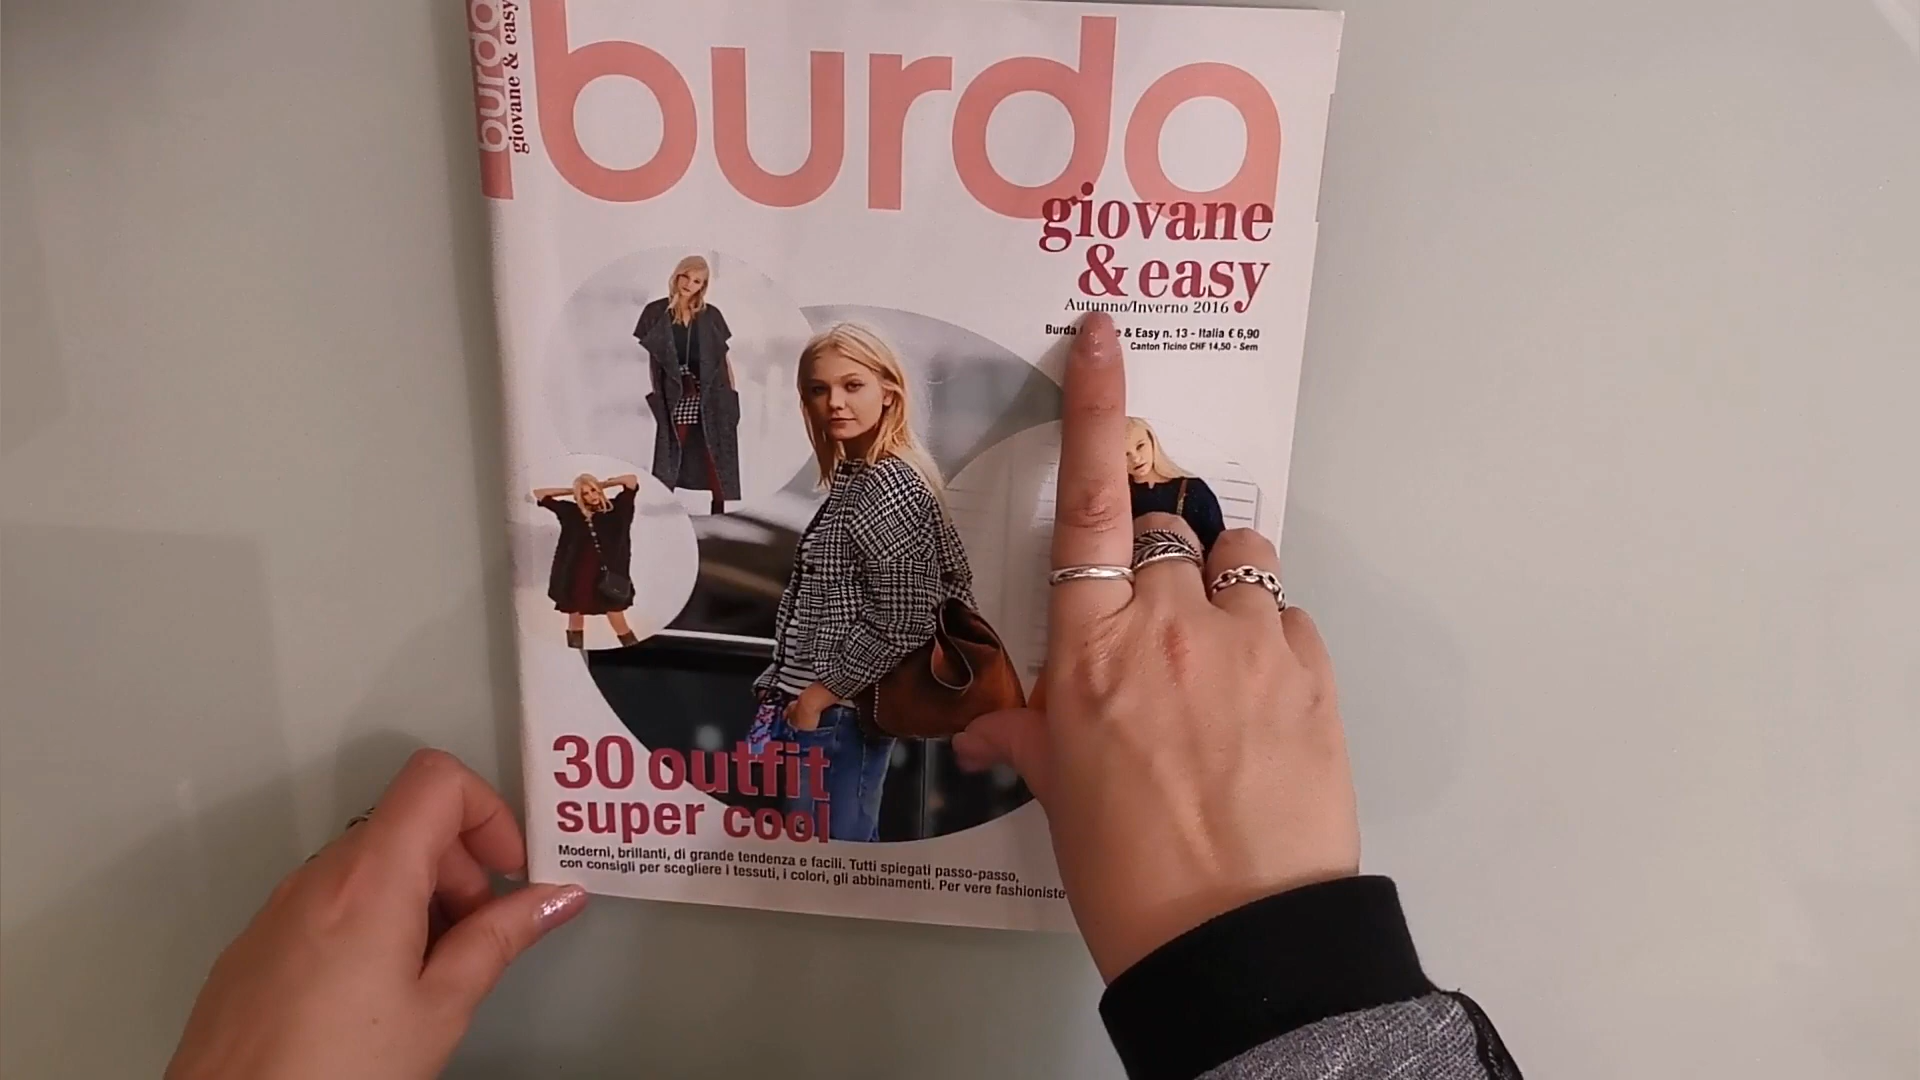 burda
giovane & easy
burda
giovane
& easy
Autunno/Inverno 2016
Burda & Easy n. 13 - Italia € 6,90
Canton Ticino CHF 14,50 - Sem
30 outfit
super cool
Moderni, brillanti, di grande tendenza e facili. Tutti spiegati passo-passo,
con consigli per scegliere i tessuti, i colori, gli abbinamenti. Per vere fashioniste